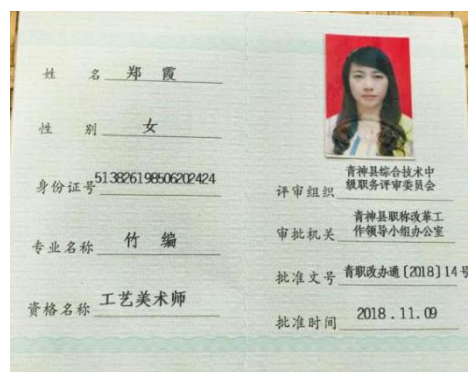 姓 名 郑 霞
性 别 女
身份证号 513826198506202424
专业名称 竹 编
资格名称 工艺美术师
评审组织 青神县综合技术中
级职务评审委员会
审批机关 青神县职称改革工
作领导小组办公室
批准文号 青职改办通〔2018〕14号
批准时间 2018.11.09